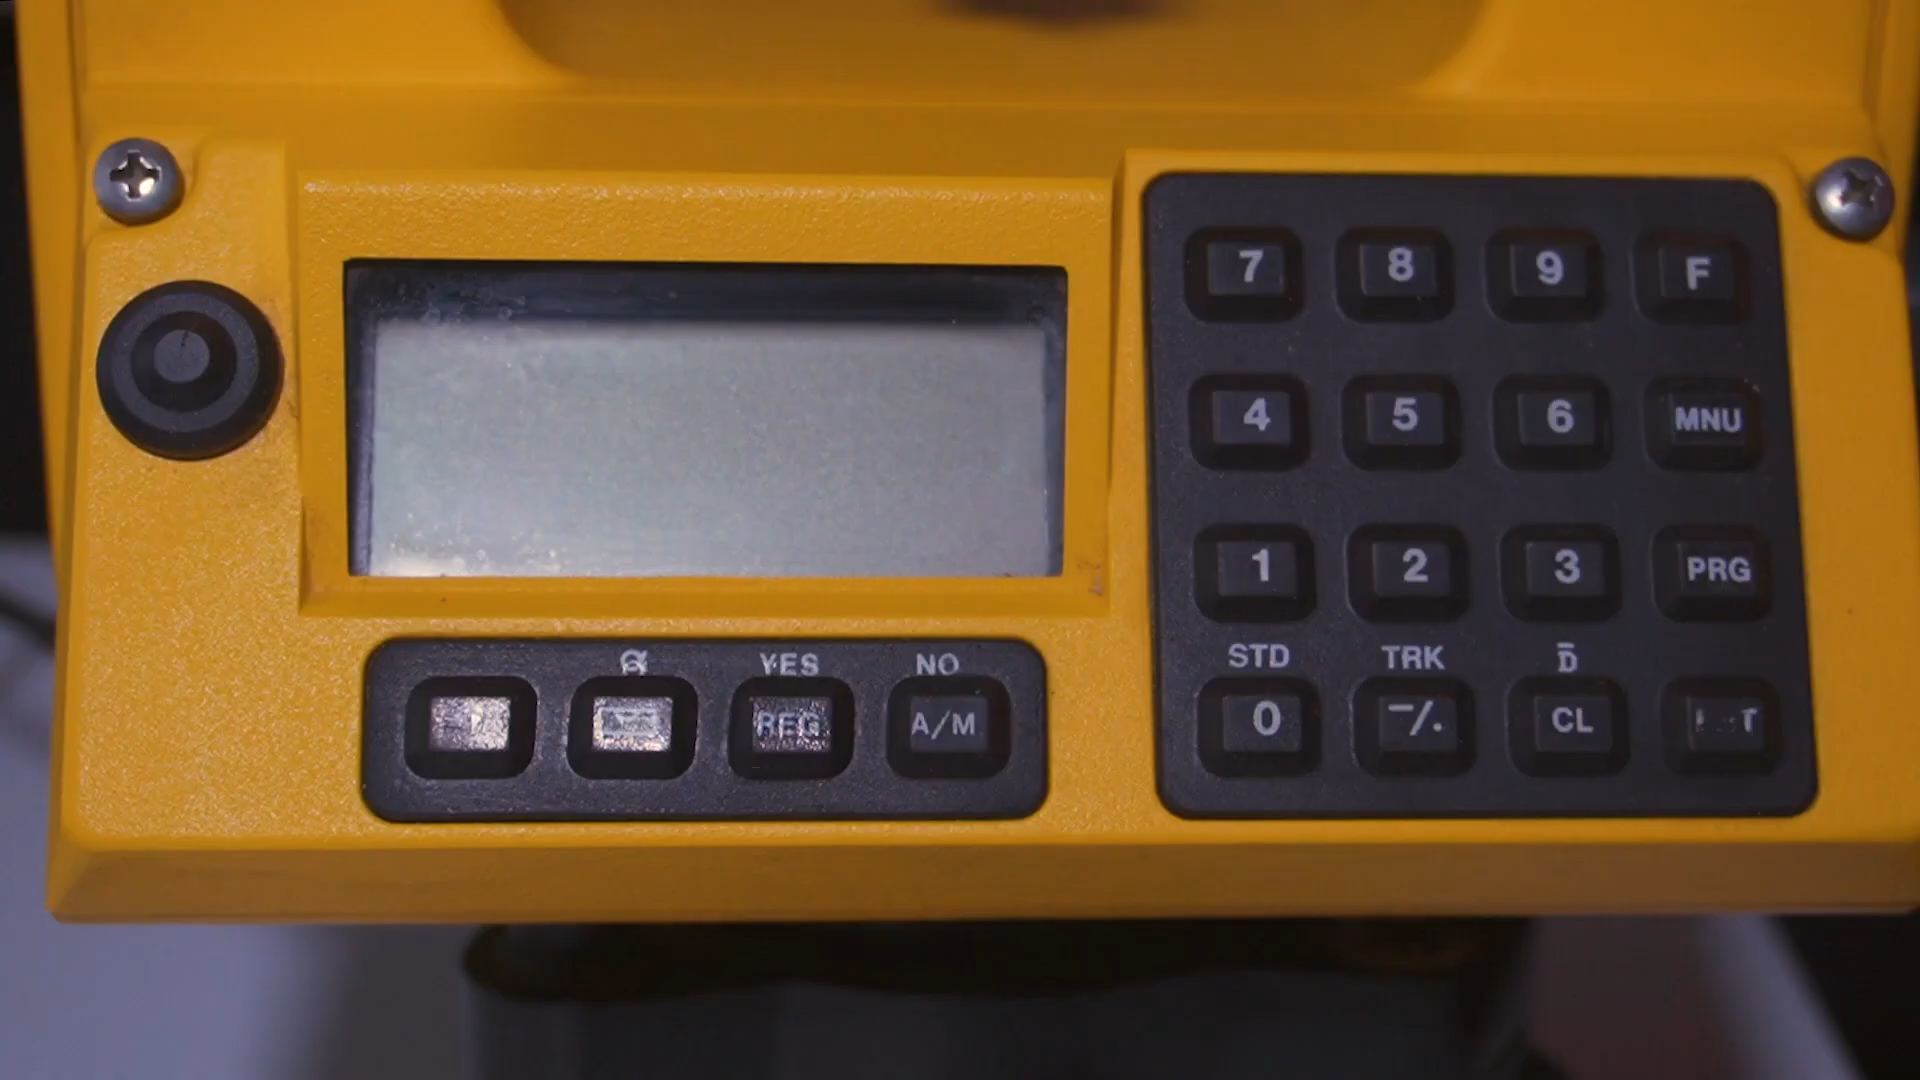 7 8 9 F
4 5 6 MNU
1 2 3 PRG
YES NO
STD TRK D̄
REG A/M
0 −/. CL